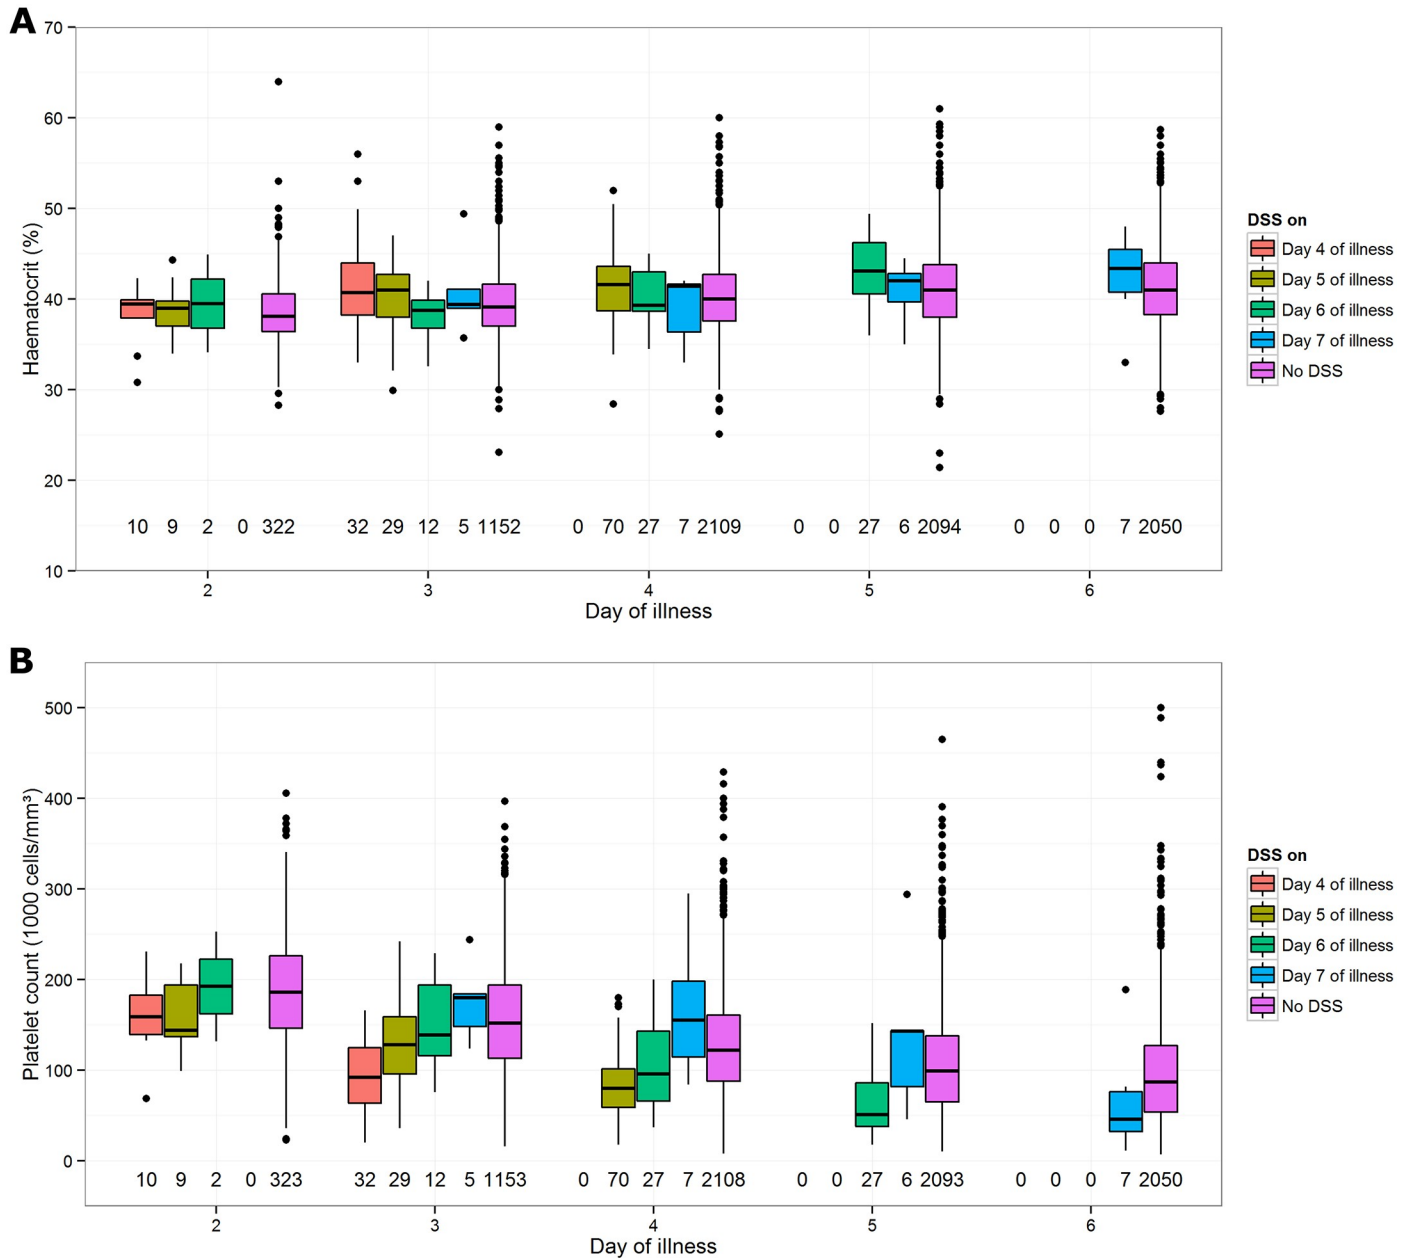 A
70
60
50
40
30
20
10
Haematocrit (%)
10 9 2 0 322 32 29 12 5 1152 0 70 27 7 2109 0 0 27 6 2094 0 0 0 7 2050
2 3 4 5 6
Day of illness
DSS on
Day 4 of illness
Day 5 of illness
Day 6 of illness
Day 7 of illness
No DSS
B
500
400
300
200
100
0
Platelet count (1000 cells/mm³)
10 9 2 0 323 32 29 12 5 1153 0 70 27 7 2108 0 0 27 6 2093 0 0 0 7 2050
2 3 4 5 6
Day of illness
DSS on
Day 4 of illness
Day 5 of illness
Day 6 of illness
Day 7 of illness
No DSS